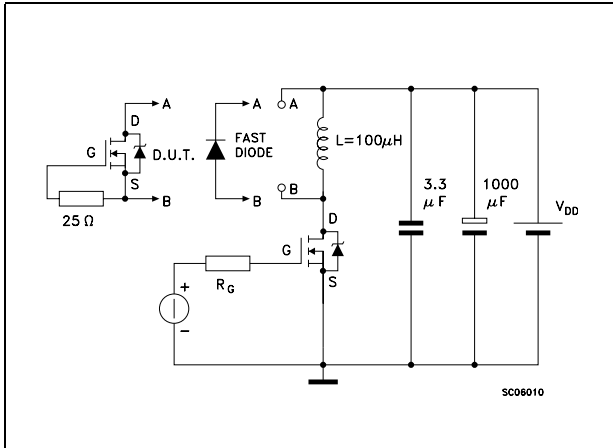 A
A
A
D
FAST
DIODE
L=100μH
G
D.U.T.
S
B
B
B
25 Ω
3.3
μF
1000
μF
VDD
D
G
S
RG
+
−
SC06010